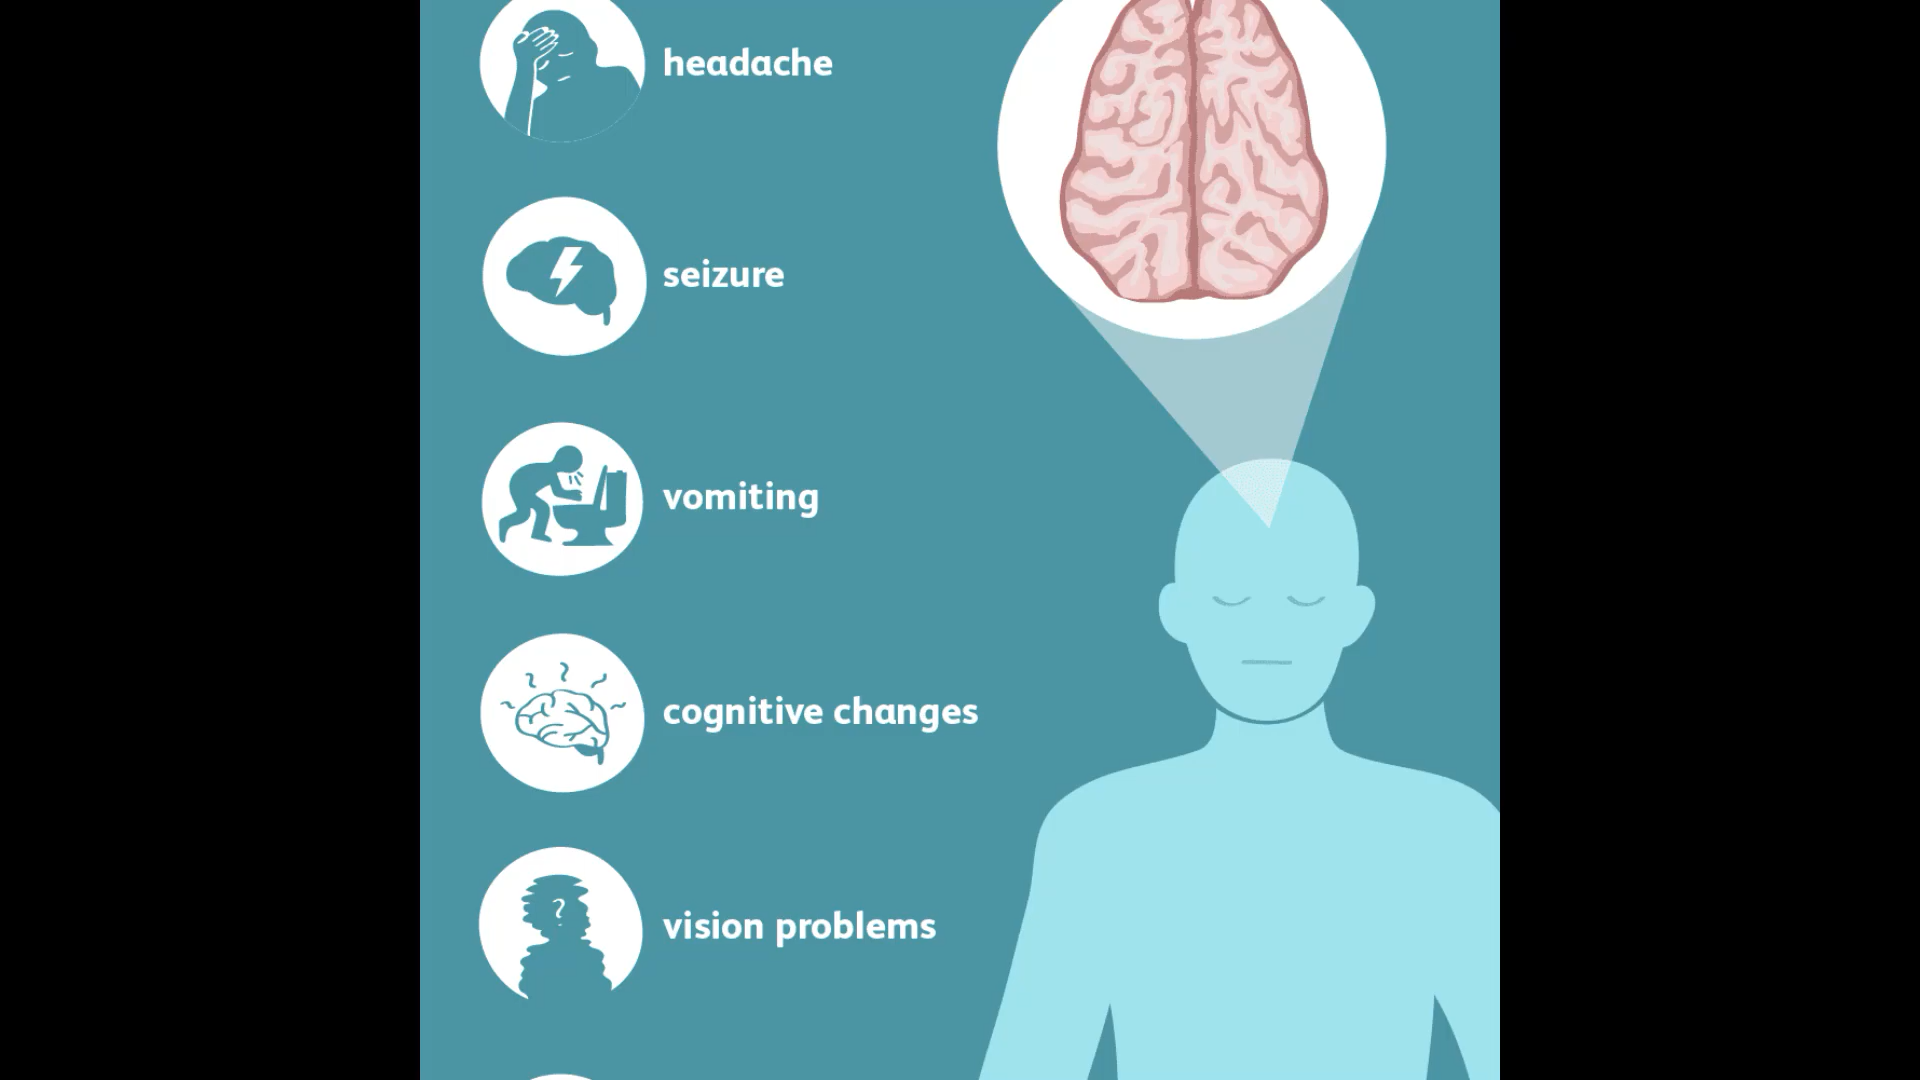 headache
seizure
vomiting
cognitive changes
?
vision problems